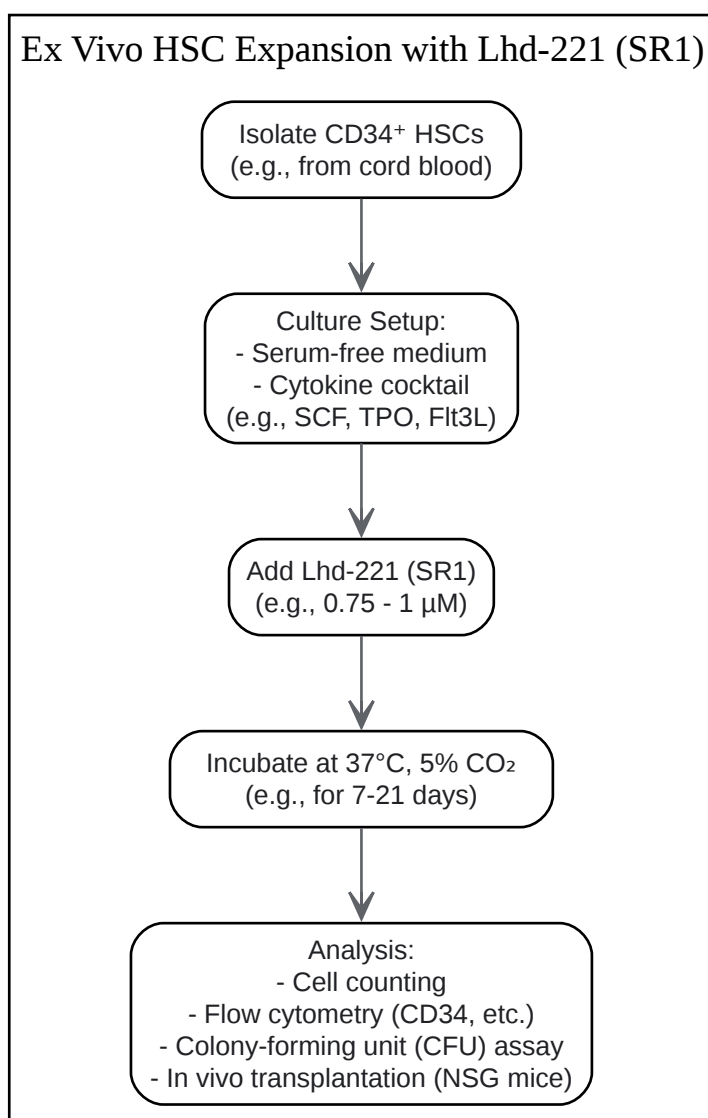 Ex Vivo HSC Expansion with Lhd-221 (SR1)
Isolate CD34⁺ HSCs
(e.g., from cord blood)
Culture Setup:
- Serum-free medium
- Cytokine cocktail
(e.g., SCF, TPO, Flt3L)
Add Lhd-221 (SR1)
(e.g., 0.75 - 1 µM)
Incubate at 37°C, 5% CO₂
(e.g., for 7-21 days)
Analysis:
- Cell counting
- Flow cytometry (CD34, etc.)
- Colony-forming unit (CFU) assay
- In vivo transplantation (NSG mice)